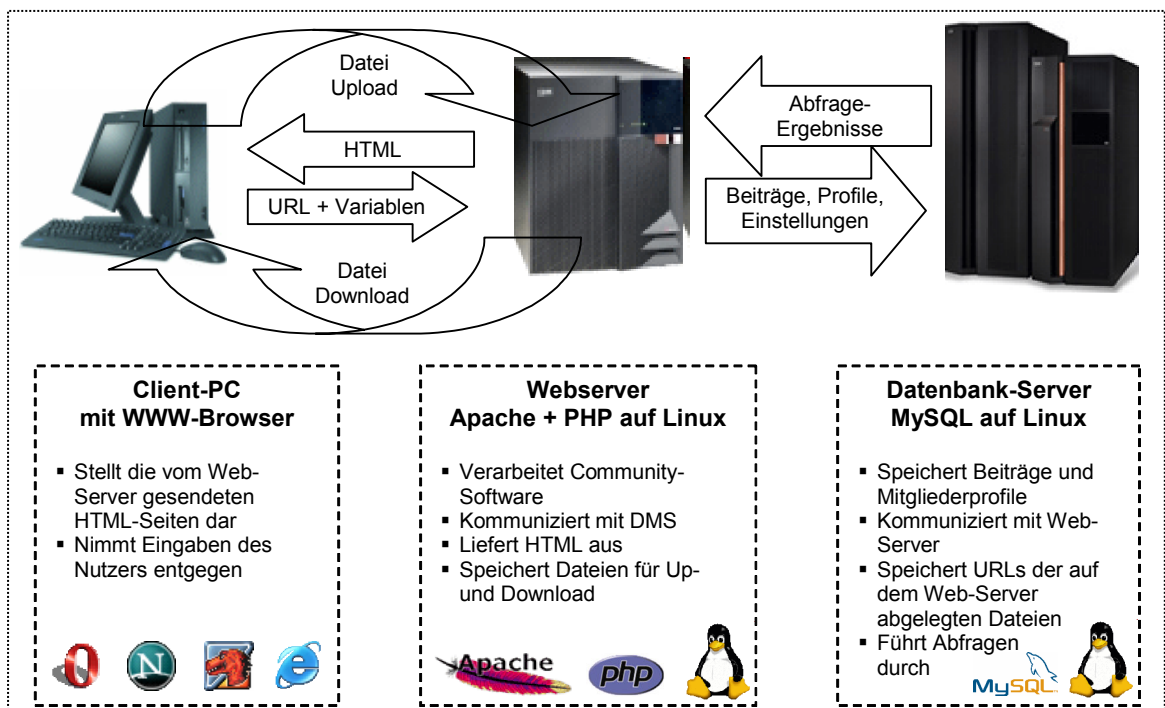 Datei
Upload
HTML
URL + Variablen
Datei
Download
Abfrage-
Ergebnisse
Beiträge, Profile,
Einstellungen
Client-PC
mit WWW-Browser
▪ Stellt die vom Web-
Server gesendeten
HTML-Seiten dar
▪ Nimmt Eingaben des
Nutzers entgegen
N
Webserver
Apache + PHP auf Linux
▪ Verarbeitet Community-
Software
▪ Kommuniziert mit DMS
▪ Liefert HTML aus
▪ Speichert Dateien für Up-
und Download
Apache
php
Datenbank-Server
MySQL auf Linux
▪ Speichert Beiträge und
Mitgliederprofile
▪ Kommuniziert mit Web-
Server
▪ Speichert URLs der auf
dem Web-Server
abgelegten Dateien
▪ Führt Abfragen
durch
MySQL